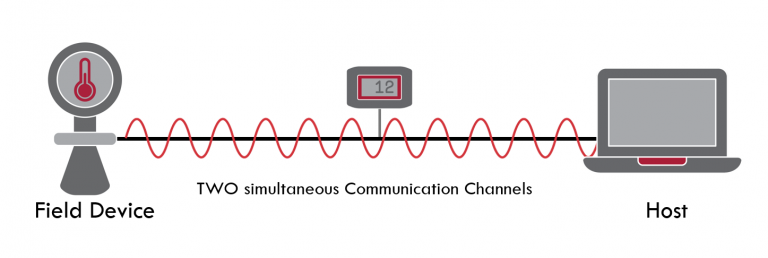 12
TWO simultaneous Communication Channels
Field Device
Host